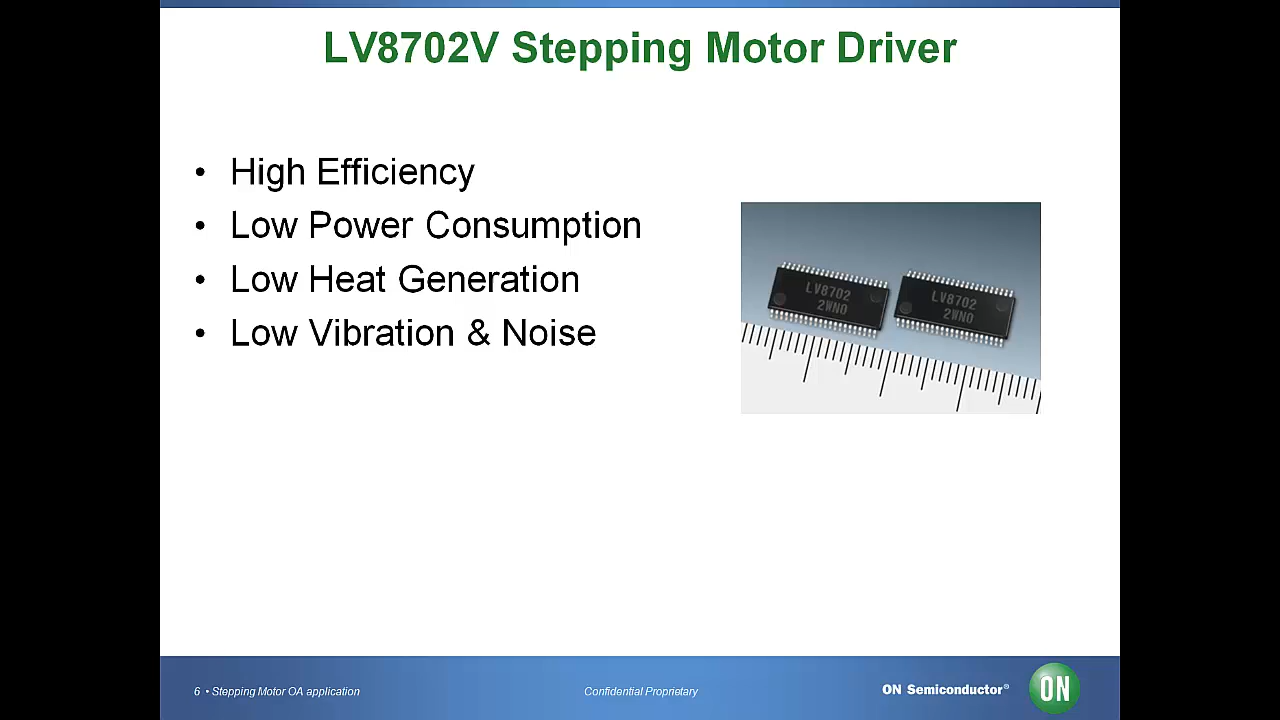 LV8702V Stepping Motor Driver
• High Efficiency
• Low Power Consumption
• Low Heat Generation
• Low Vibration & Noise
LV8702
2WN0
LV8702
2WN0
6 • Stepping Motor OA application
Confidential Proprietary
ON Semiconductor®
ON